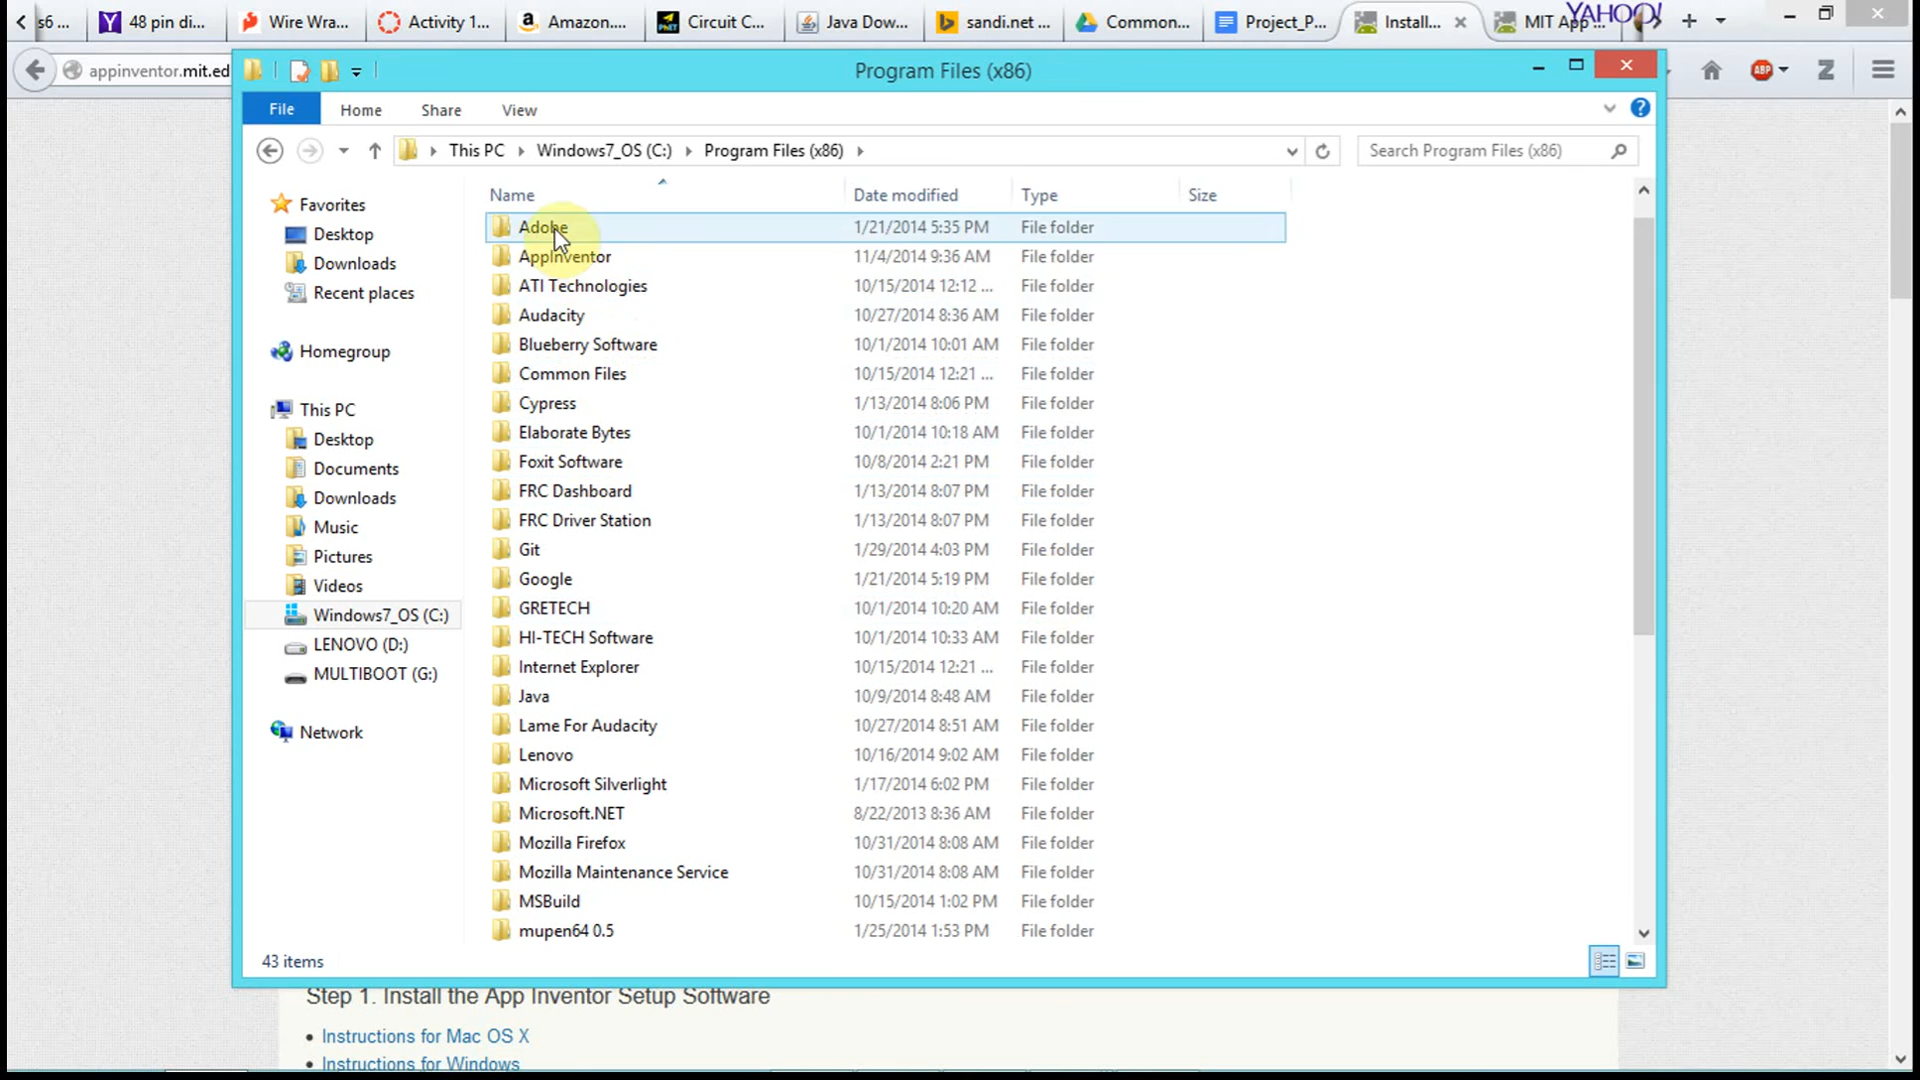 s6 ...
48 pin di...
Wire Wra...
Activity 1...
Amazon....
Circuit C...
Java Dow...
sandi.net ...
Common...
Project_P...
Install...
MIT App ...
YAHOO!
appinventor.mit.ed
ABP
Program Files (x86)
File Home Share View
This PC Windows7_OS (C:) Program Files (x86)
Search Program Files (x86)
Name Date modified Type Size
Favorites
Desktop
Downloads
Recent places
Homegroup
This PC
Desktop
Documents
Downloads
Music
Pictures
Videos
Windows7_OS (C:)
LENOVO (D:)
MULTIBOOT (G:)
Network
Adobe 1/21/2014 5:35 PM File folder
AppInventor 11/4/2014 9:36 AM File folder
ATI Technologies 10/15/2014 12:12 ... File folder
Audacity 10/27/2014 8:36 AM File folder
Blueberry Software 10/1/2014 10:01 AM File folder
Common Files 10/15/2014 12:21 ... File folder
Cypress 1/13/2014 8:06 PM File folder
Elaborate Bytes 10/1/2014 10:18 AM File folder
Foxit Software 10/8/2014 2:21 PM File folder
FRC Dashboard 1/13/2014 8:07 PM File folder
FRC Driver Station 1/13/2014 8:07 PM File folder
Git 1/29/2014 4:03 PM File folder
Google 1/21/2014 5:19 PM File folder
GRETECH 10/1/2014 10:20 AM File folder
HI-TECH Software 10/1/2014 10:33 AM File folder
Internet Explorer 10/15/2014 12:21 ... File folder
Java 10/9/2014 8:48 AM File folder
Lame For Audacity 10/27/2014 8:51 AM File folder
Lenovo 10/16/2014 9:02 AM File folder
Microsoft Silverlight 1/17/2014 6:02 PM File folder
Microsoft.NET 8/22/2013 8:36 AM File folder
Mozilla Firefox 10/31/2014 8:08 AM File folder
Mozilla Maintenance Service 10/31/2014 8:08 AM File folder
MSBuild 10/15/2014 1:02 PM File folder
mupen64 0.5 1/25/2014 1:53 PM File folder
43 items
Step 1. Install the App Inventor Setup Software
Instructions for Mac OS X
Instructions for Windows